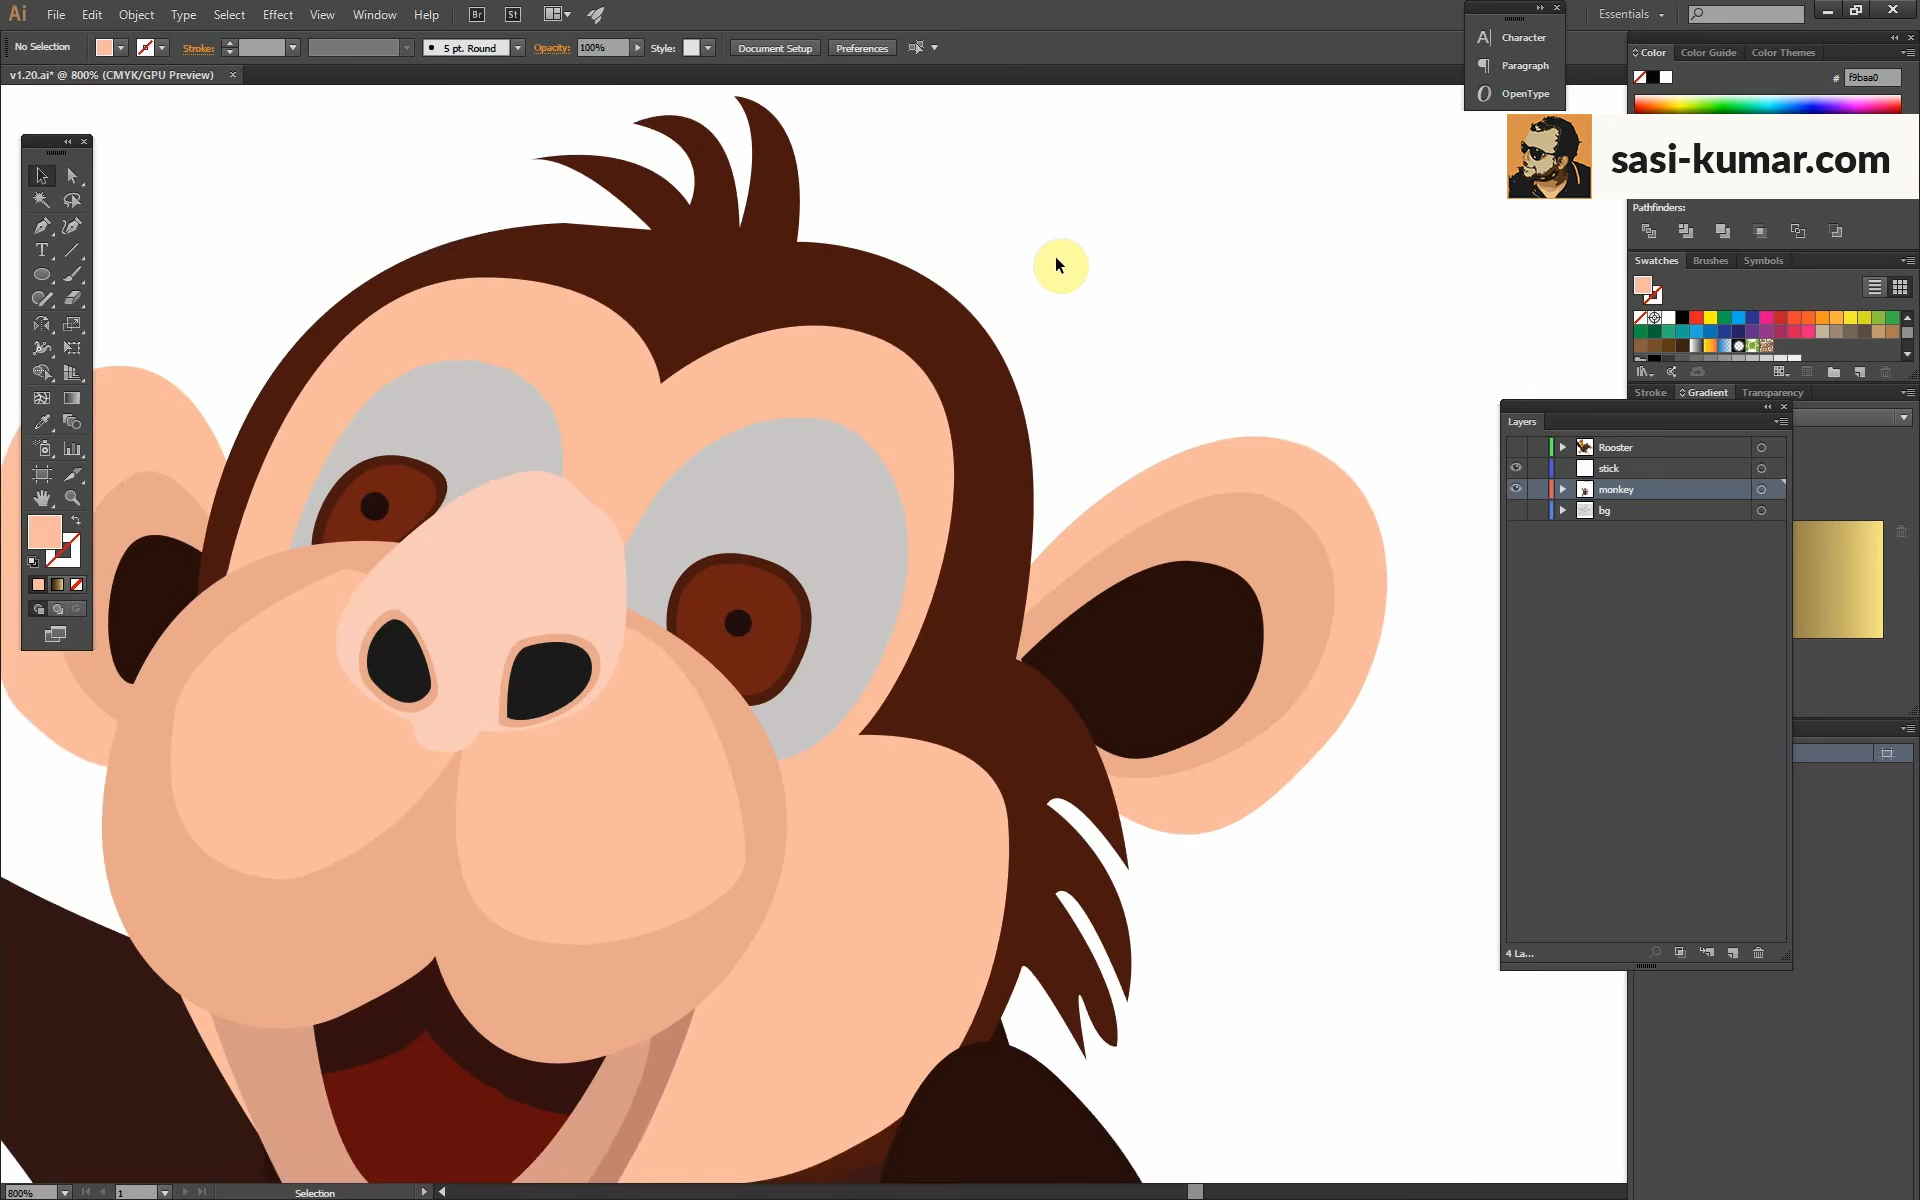 Ai File Edit Object Type Select Effect View Window Help Br St Essentials
No Selection Stroke: 5 pt. Round Opacity: 100% Style: Document Setup Preferences
v1.20.ai* @ 800% (CMYK/GPU Preview)
Character
Paragraph
OpenType
Color Color Guide Color Themes
# f9baa0
sasi-kumar.com
Pathfinders:
Swatches Brushes Symbols
Stroke Gradient Transparency
Layers
Rooster
stick
monkey
bg
4 La...
800% 1 Selection